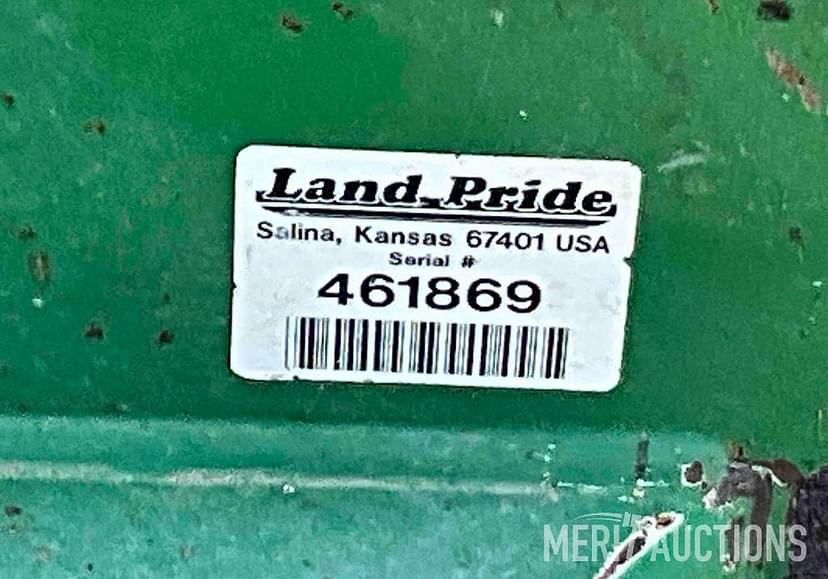 Land Pride
Salina, Kansas 67401 USA
Serial #
461869
MERIT AUCTIONS